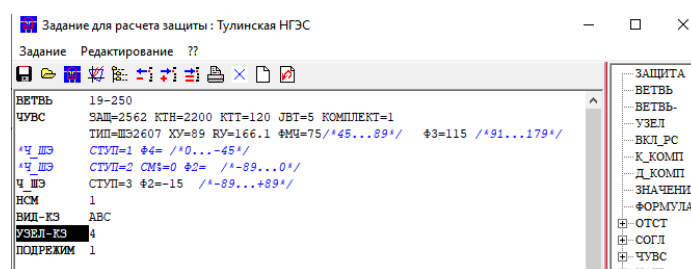 Задание для расчета защиты : Тулинская НГЭС
Задание Редактирование ??
ВЕТВЬ 19-250
ЧУВС ЗАЩ=2562 КТН=2200 КТТ=120 JВТ=5 КОМПЛЕКТ=1
ТИП=ШЭ2607 ХУ=89 RУ=166.1 ФМЧ=75/*45...89*/ Ф3=115 /*91...179*/
*Ч_ШЭ СТУП=1 Ф4= /*0...-45*/
*Ч_ШЭ СТУП=2 СМ%=0 Ф2= /*-89...0*/
Ч_ШЭ СТУП=3 Ф2=-15 /*-89...+89*/
НСМ 1
ВИД-КЗ АВС
УЗЕЛ-КЗ 4
ПОДРЕЖИМ 1
ЗАЩИТА
ВЕТВЬ
ВЕТВЬ-
УЗЕЛ
ВКЛ_РС
К_КОМП
Д_КОМП
ЗНАЧЕНИ
ФОРМУЛА
ОТСТ
СОГЛ
ЧУВС